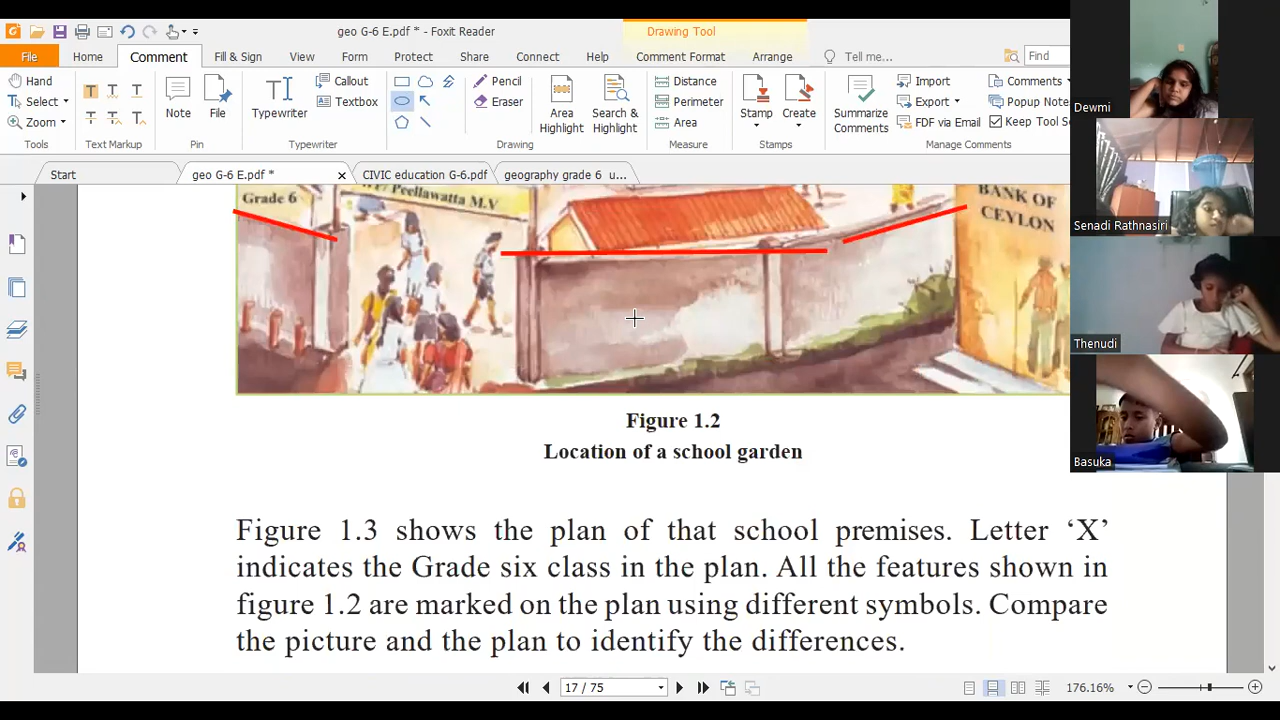 geo G-6 E.pdf * - Foxit Reader
Drawing Tool
File Home Comment Fill & Sign View Form Protect Share Connect Help Comment Format Arrange Tell me... Find
Hand
Select
Zoom
Tools
Text Markup
Note
File
Pin
Typewriter
Callout
Textbox
Typewriter
Pencil
Eraser
Drawing
Area Highlight
Search & Highlight
Distance
Perimeter
Area
Measure
Stamp
Create
Stamps
Summarize Comments
Import
Export
FDF via Email
Comments
Popup Note
Keep Tool Se
Manage Comments
Start
geo G-6 E.pdf *
CIVIC education G-6.pdf
geography grade 6 u...
Grade 6
Peellawatta M.V
BANK OF
CEYLON
Figure 1.2
Location of a school garden
Figure 1.3 shows the plan of that school premises. Letter ‘X’
indicates the Grade six class in the plan. All the features shown in
figure 1.2 are marked on the plan using different symbols. Compare
the picture and the plan to identify the differences.
17 / 75
176.16%
Dewmi
Senadi Rathnasiri
Thenudi
Basuka